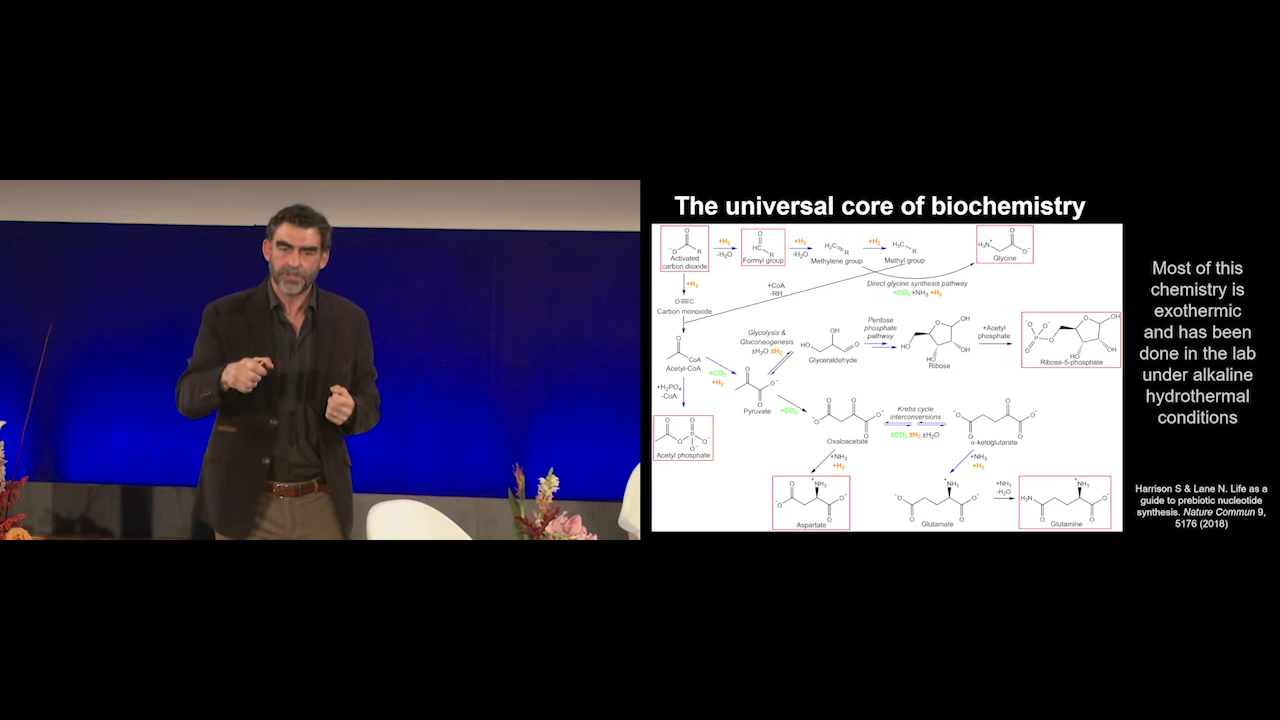 The universal core of biochemistry
Activated
carbon dioxide
+H₂
-H₂O
Formyl group
+H₂
-H₂O
Methylene group
+H₂
Methyl group
Glycine
Direct glycine synthesis pathway
+CO₂ +NH₃ +H₂
+H₂
Carbon monoxide
+CoA
-RH
Acetyl-CoA
+CO₂
+H₂
Glycolysis &
Gluconeogenesis
±H₂O ±H₂
Glyceraldehyde
Pentose
phosphate
pathway
Ribose
+Acetyl
phosphate
Ribose-5-phosphate
+H₂PO₄
-CoA
Pyruvate
+CO₂
Acetyl phosphate
Oxaloacetate
Krebs cycle
interconversions
±CO₂ ±H₂ ±H₂O
α-ketoglutarate
+NH₃
+H₂
+NH₃
+H₂
Aspartate
Glutamate
+NH₃
-H₂O
Glutamine
Most of this
chemistry is
exothermic
and has been
done in the lab
under alkaline
hydrothermal
conditions
Harrison S & Lane N. Life as a
guide to prebiotic nucleotide
synthesis. Nature Commun 9,
5176 (2018)